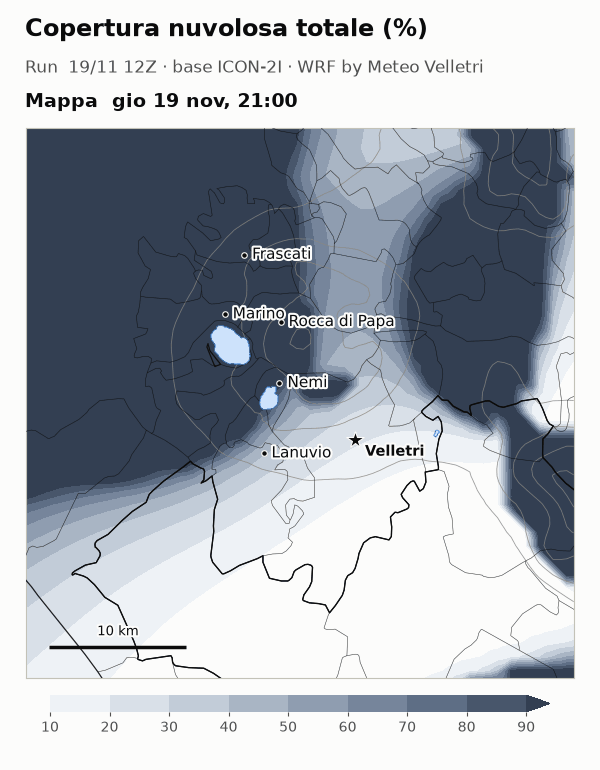 Copertura nuvolosa totale (%)
Run  19/11 12Z · base ICON-2I · WRF by Meteo Velletri
Mappa  gio 19 nov, 21:00
Frascati
Marino
Rocca di Papa
Nemi
Velletri
Lanuvio
10 km
10 20 30 40 50 60 70 80 90